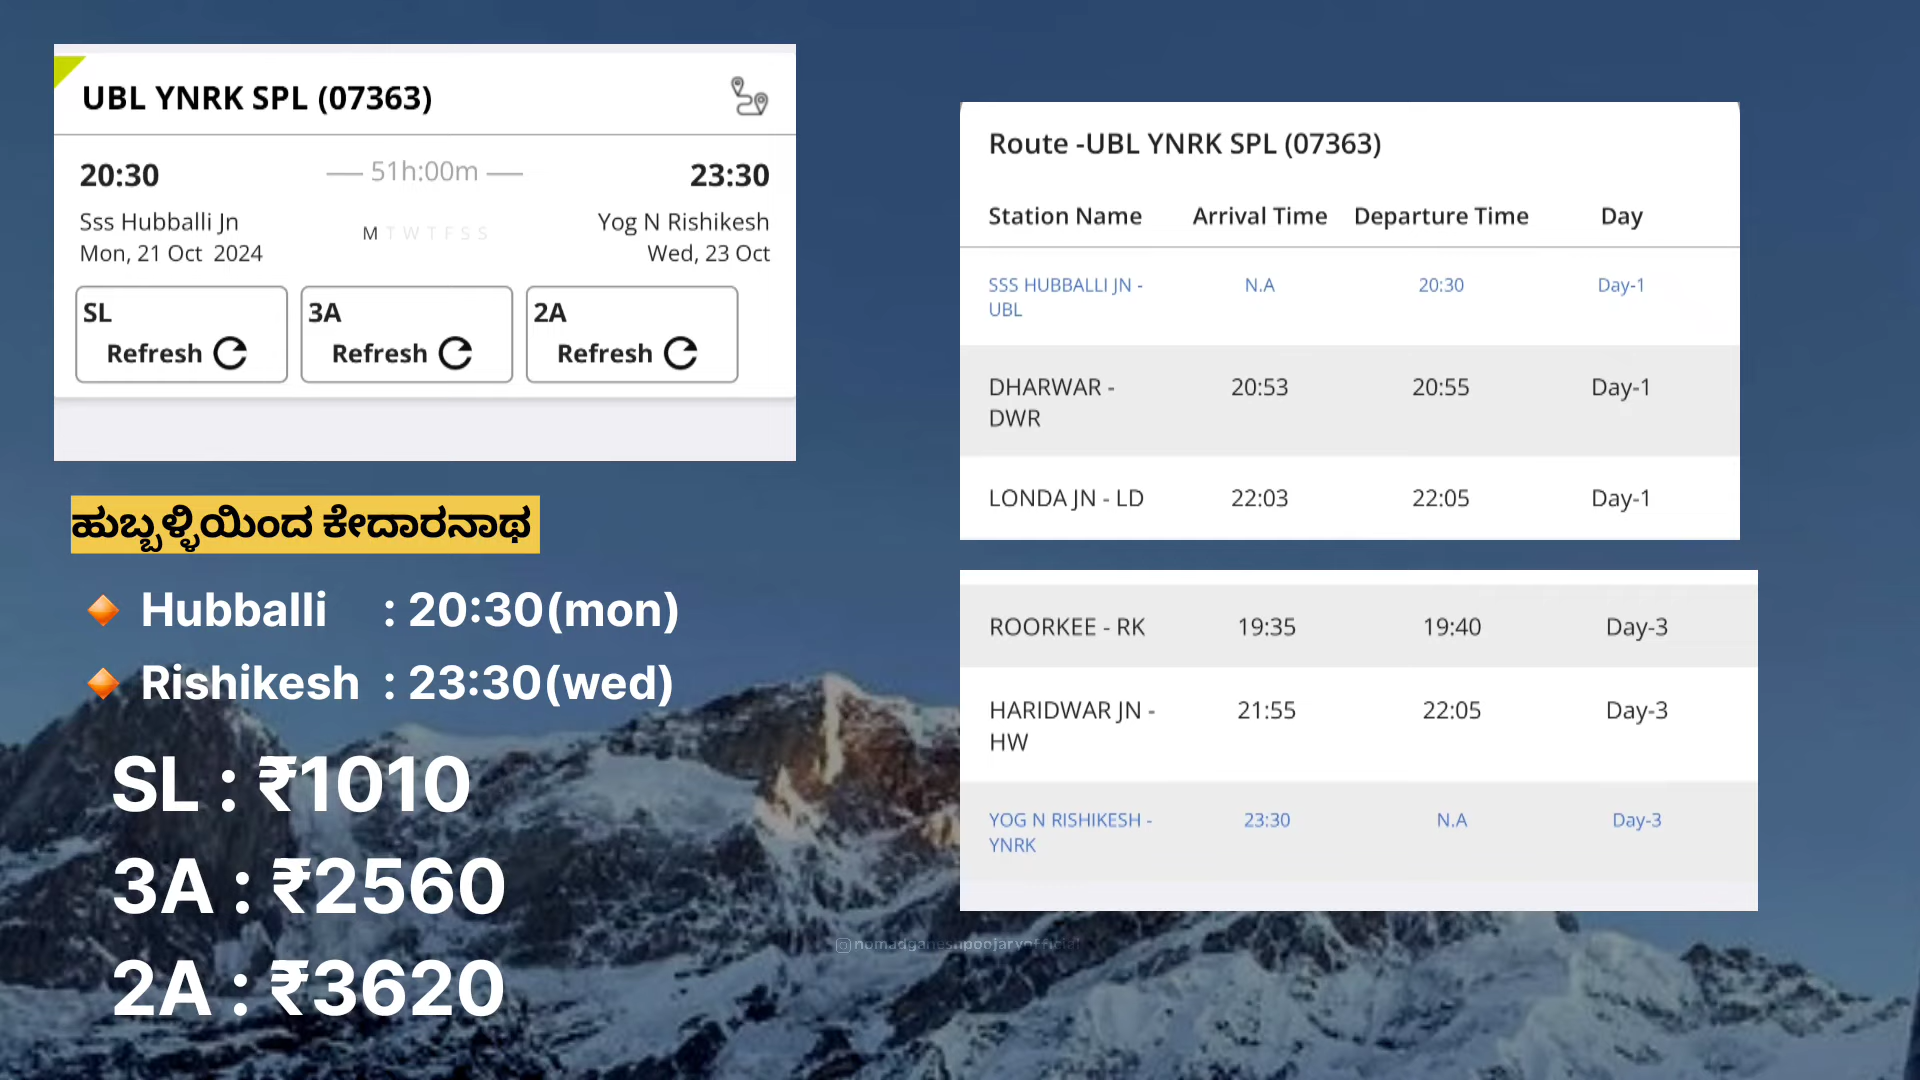 UBL YNRK SPL (07363)
20:30 — 51h:00m — 23:30
Sss Hubballi Jn M T W T F S S Yog N Rishikesh
Mon, 21 Oct 2024 Wed, 23 Oct
SL 3A 2A
Refresh Refresh Refresh
ಹುಬ್ಬಳ್ಳಿಯಿಂದ ಕೇದಾರನಾಥ
🔸 Hubballi : 20:30(mon)
🔸 Rishikesh : 23:30(wed)
SL : ₹1010
3A : ₹2560
2A : ₹3620
Route -UBL YNRK SPL (07363)
Station Name Arrival Time Departure Time Day
SSS HUBBALLI JN - N.A 20:30 Day-1
UBL
DHARWAR - 20:53 20:55 Day-1
DWR
LONDA JN - LD 22:03 22:05 Day-1
ROORKEE - RK 19:35 19:40 Day-3
HARIDWAR JN - 21:55 22:05 Day-3
HW
YOG N RISHIKESH - 23:30 N.A Day-3
YNRK
nomadganeshpoojaryofficial